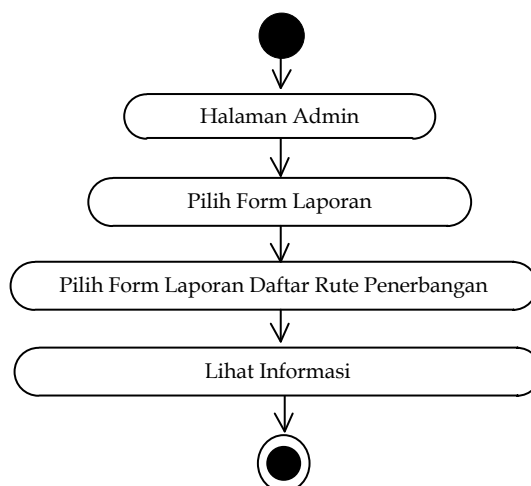 Halaman Admin
Pilih Form Laporan
Pilih Form Laporan Daftar Rute Penerbangan
Lihat Informasi